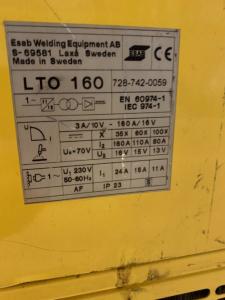 Esab Welding Equipment AB
S-69581 Laxå Sweden
Made in Sweden
ESAB CE
LTO 160 728-742-0059
EN 60974-1
IEC 974-1
3A/10V - 160A/16V
X 35% 60% 100%
U₀=70V I₂ 160A 110A 80A
U₂ 16V 15V 13V
U₁ 230V I₁ 24A 15A 11A
50-60Hz
AF IP 23